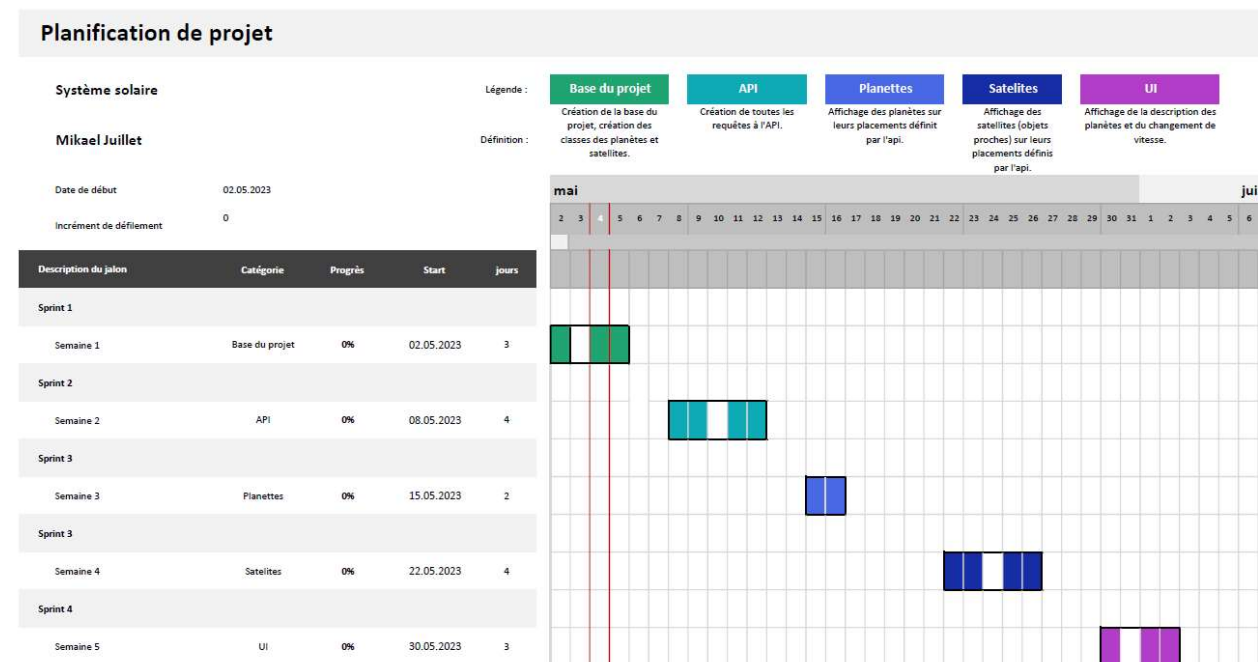 Planification de projet
Système solaire
Légende :
Base du projet
API
Planettes
Satelites
UI
Mikael Juillet
Définition :
Création de la base du
projet, création des
classes des planètes et
satellites.
Création de toutes les
requêtes à l'API.
Affichage des planètes sur
leurs placements définit
par l'api.
Affichage des
satellites (objets
proches) sur leurs
placements définis
par l'api.
Affichage de la description des
planètes et du changement de
vitesse.
Date de début 02.05.2023
Incrément de défilement 0
mai jui
2 3 4 5 6 7 8 9 10 11 12 13 14 15 16 17 18 19 20 21 22 23 24 25 26 27 28 29 30 31 1 2 3 4 5 6
Description du jalon Catégorie Progrès Start jours
Sprint 1
Semaine 1 Base du projet 0% 02.05.2023 3
Sprint 2
Semaine 2 API 0% 08.05.2023 4
Sprint 3
Semaine 3 Planettes 0% 15.05.2023 2
Sprint 3
Semaine 4 Satelites 0% 22.05.2023 4
Sprint 4
Semaine 5 UI 0% 30.05.2023 3